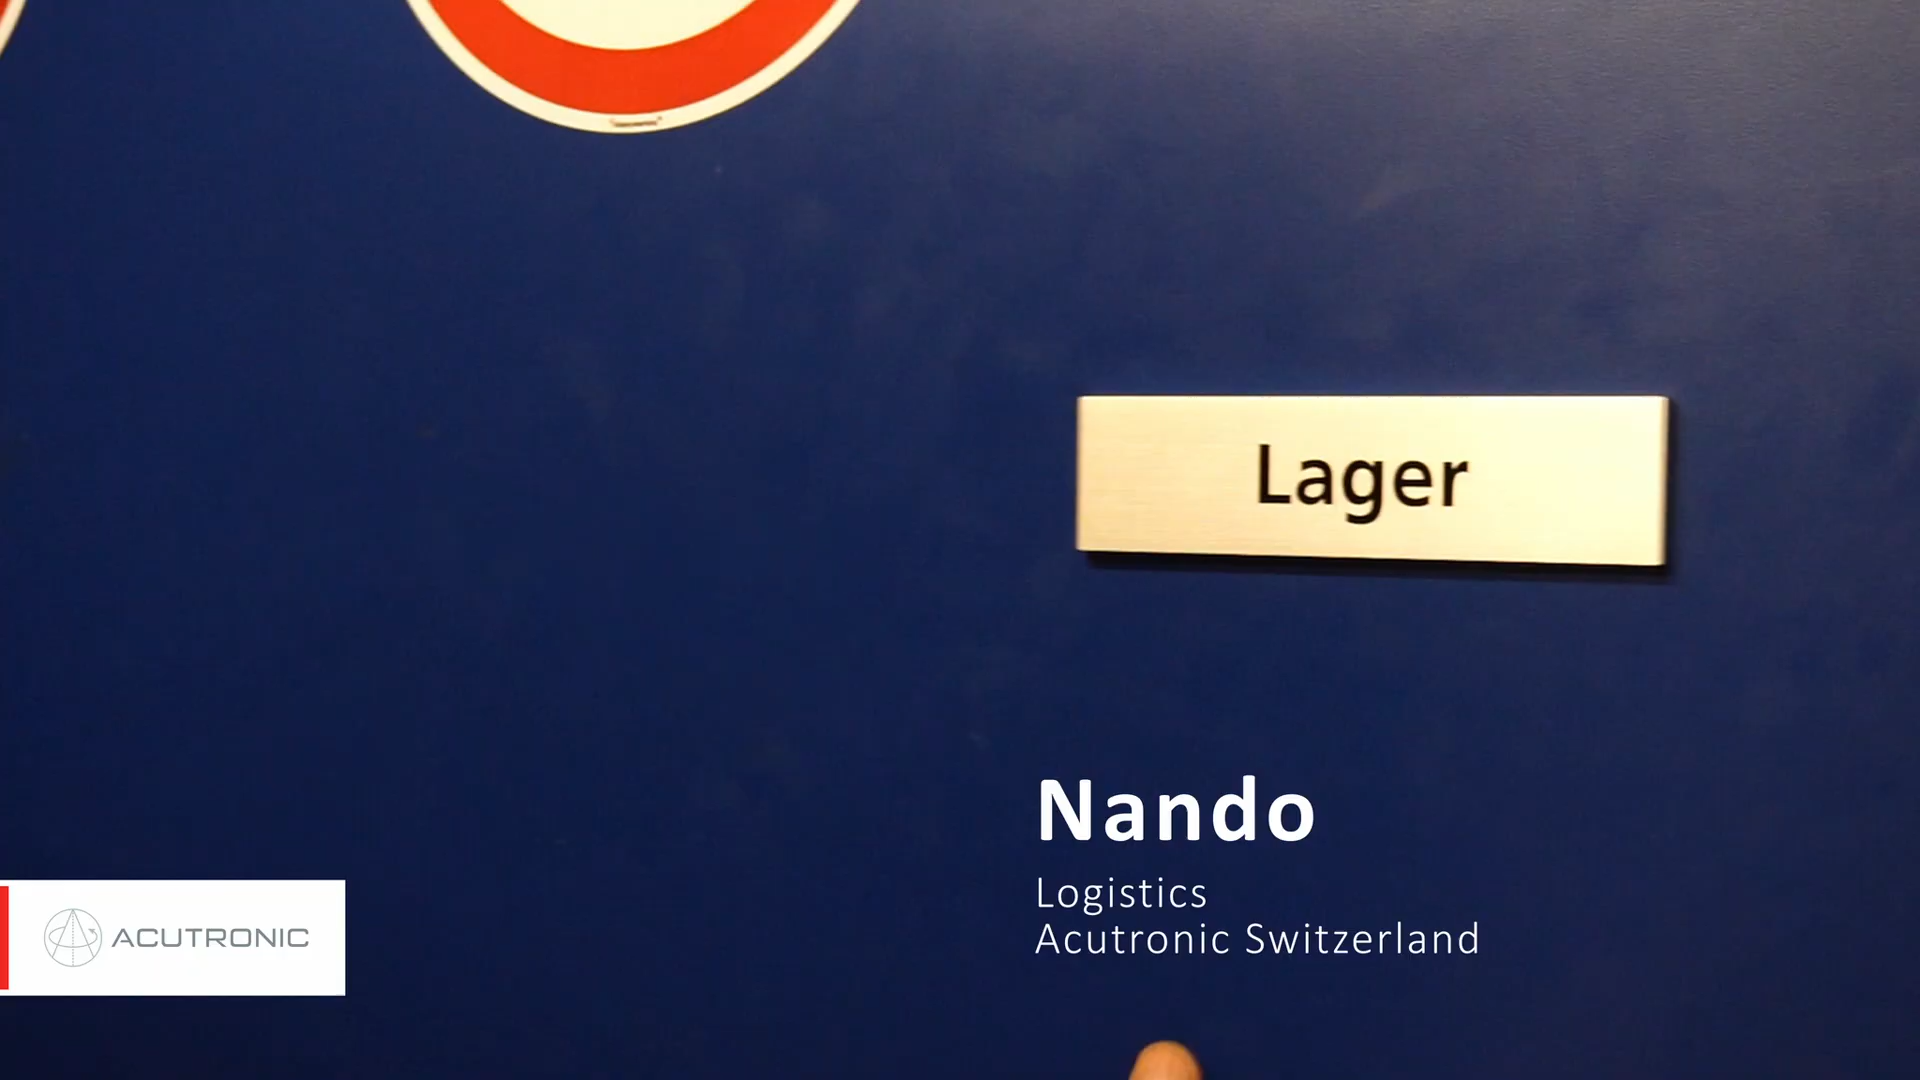 Lager
Nando
Logistics
Acutronic Switzerland
ACUTRONIC